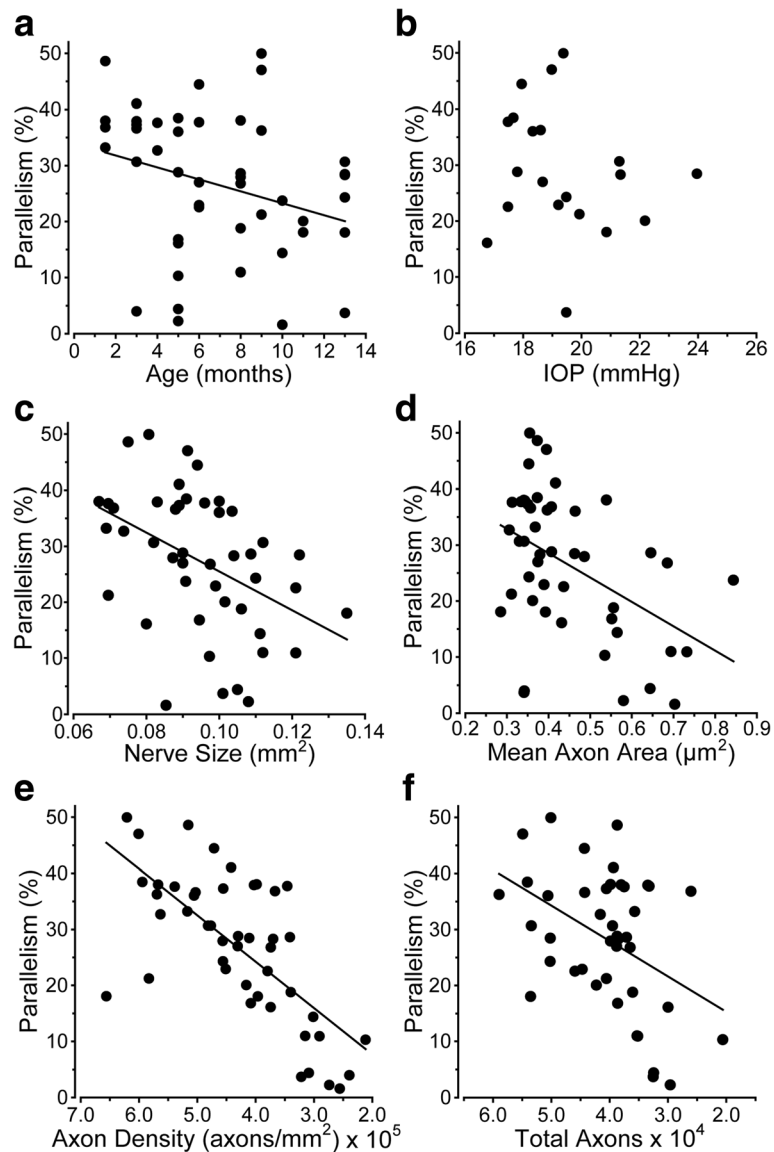 a
50
40
30
20
10
0
Parallelism (%)
0 2 4 6 8 10 12 14
Age (months)
b
50
40
30
20
10
0
Parallelism (%)
16 18 20 22 24 26
IOP (mmHg)
c
50
40
30
20
10
0
Parallelism (%)
0.06 0.08 0.10 0.12 0.14
Nerve Size (mm²)
d
50
40
30
20
10
0
Parallelism (%)
0.2 0.3 0.4 0.5 0.6 0.7 0.8 0.9
Mean Axon Area (µm²)
e
50
40
30
20
10
0
Parallelism (%)
7.0 6.0 5.0 4.0 3.0 2.0
Axon Density (axons/mm²) x 10⁵
f
50
40
30
20
10
0
Parallelism (%)
6.0 5.0 4.0 3.0 2.0
Total Axons x 10⁴